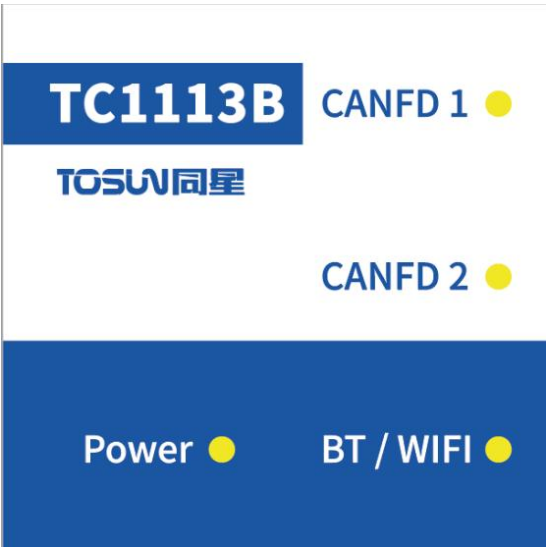 TC1113B
CANFD 1
TOSUN同星
CANFD 2
Power
BT / WIFI